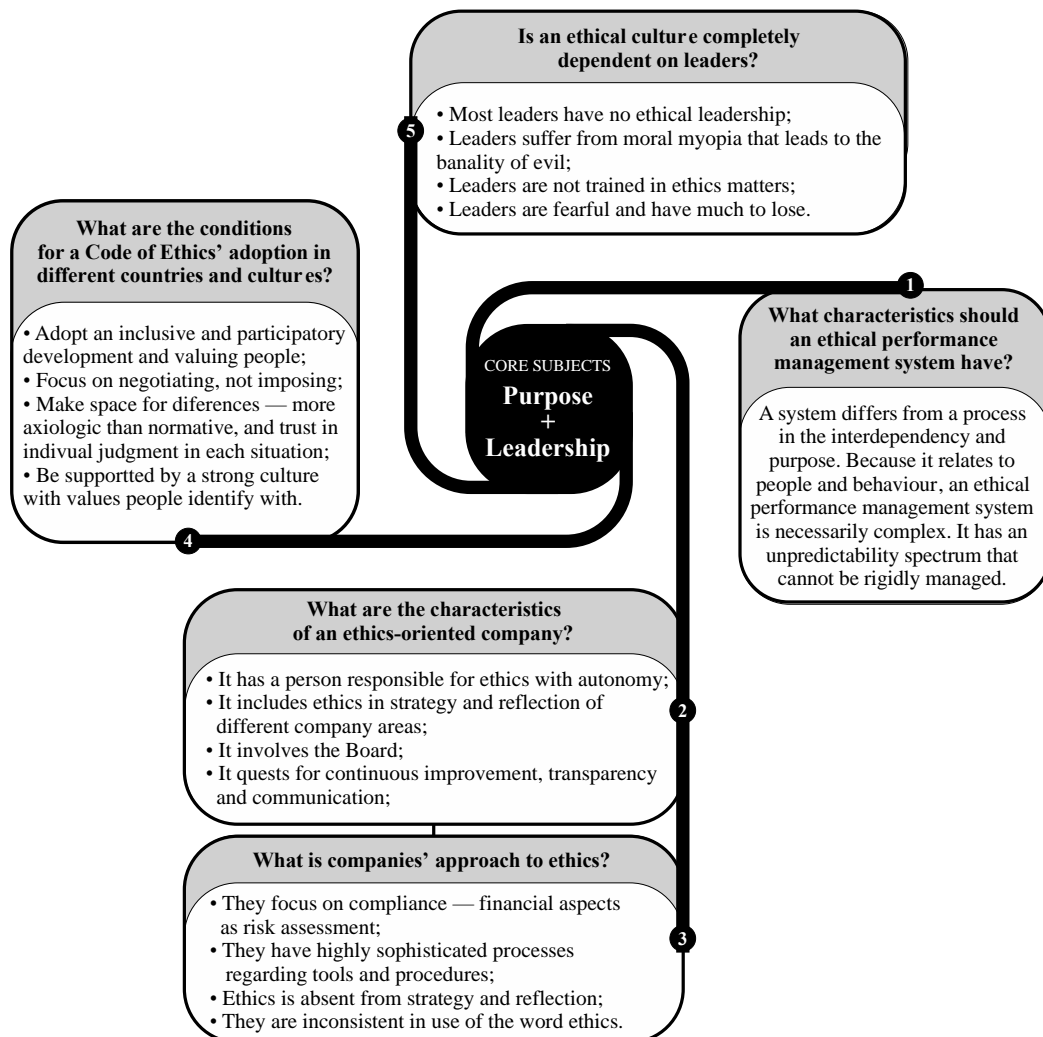 Is an ethical culture completely
dependent on leaders?
5
• Most leaders have no ethical leadership;
• Leaders suffer from moral myopia that leads to the
banality of evil;
• Leaders are not trained in ethics matters;
• Leaders are fearful and have much to lose.
What are the conditions
for a Code of Ethics’ adoption in
different countries and cultures?
• Adopt an inclusive and participatory
development and valuing people;
• Focus on negotiating, not imposing;
• Make space for diferences — more
axiologic than normative, and trust in
indivual judgment in each situation;
• Be supported by a strong culture
with values people identify with.
4
CORE SUBJECTS
Purpose
+
Leadership
1
What characteristics should
an ethical performance
management system have?
A system differs from a process
in the interdependency and
purpose. Because it relates to
people and behaviour, an ethical
performance management system
is necessarily complex. It has an
unpredictability spectrum that
cannot be rigidly managed.
What are the characteristics
of an ethics-oriented company?
• It has a person responsible for ethics with autonomy;
• It includes ethics in strategy and reflection of
different company areas;
• It involves the Board;
• It quests for continuous improvement, transparency
and communication;
2
What is companies’ approach to ethics?
• They focus on compliance — financial aspects
as risk assessment;
• They have highly sophisticated processes
regarding tools and procedures;
• Ethics is absent from strategy and reflection;
• They are inconsistent in use of the word ethics.
3